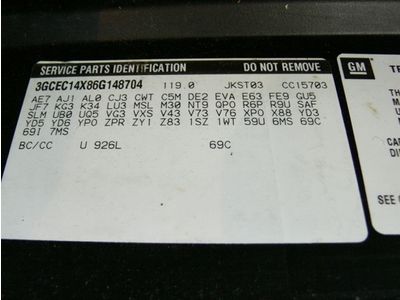 SERVICE PARTS IDENTIFICATION DO NOT REMOVE
3GCEC14X86G148704 119.0 JKST03 CC15703
AE7 AJ1 AL0 CJ3 CWT C5M DE2 EVA E63 FE9 GU5
JF7 KG3 K34 LU3 MSL M30 NT9 QP0 R6P R9U SAF
SLM UB0 UQ5 VG3 VXS V43 V73 V76 XP0 X88 YD3
YD5 YD6 YP0 ZPR ZY1 Z83 1SZ 1WT 59U 6MS 69C
69I 7MS
BC/CC U 926L 69C
GM
SEE